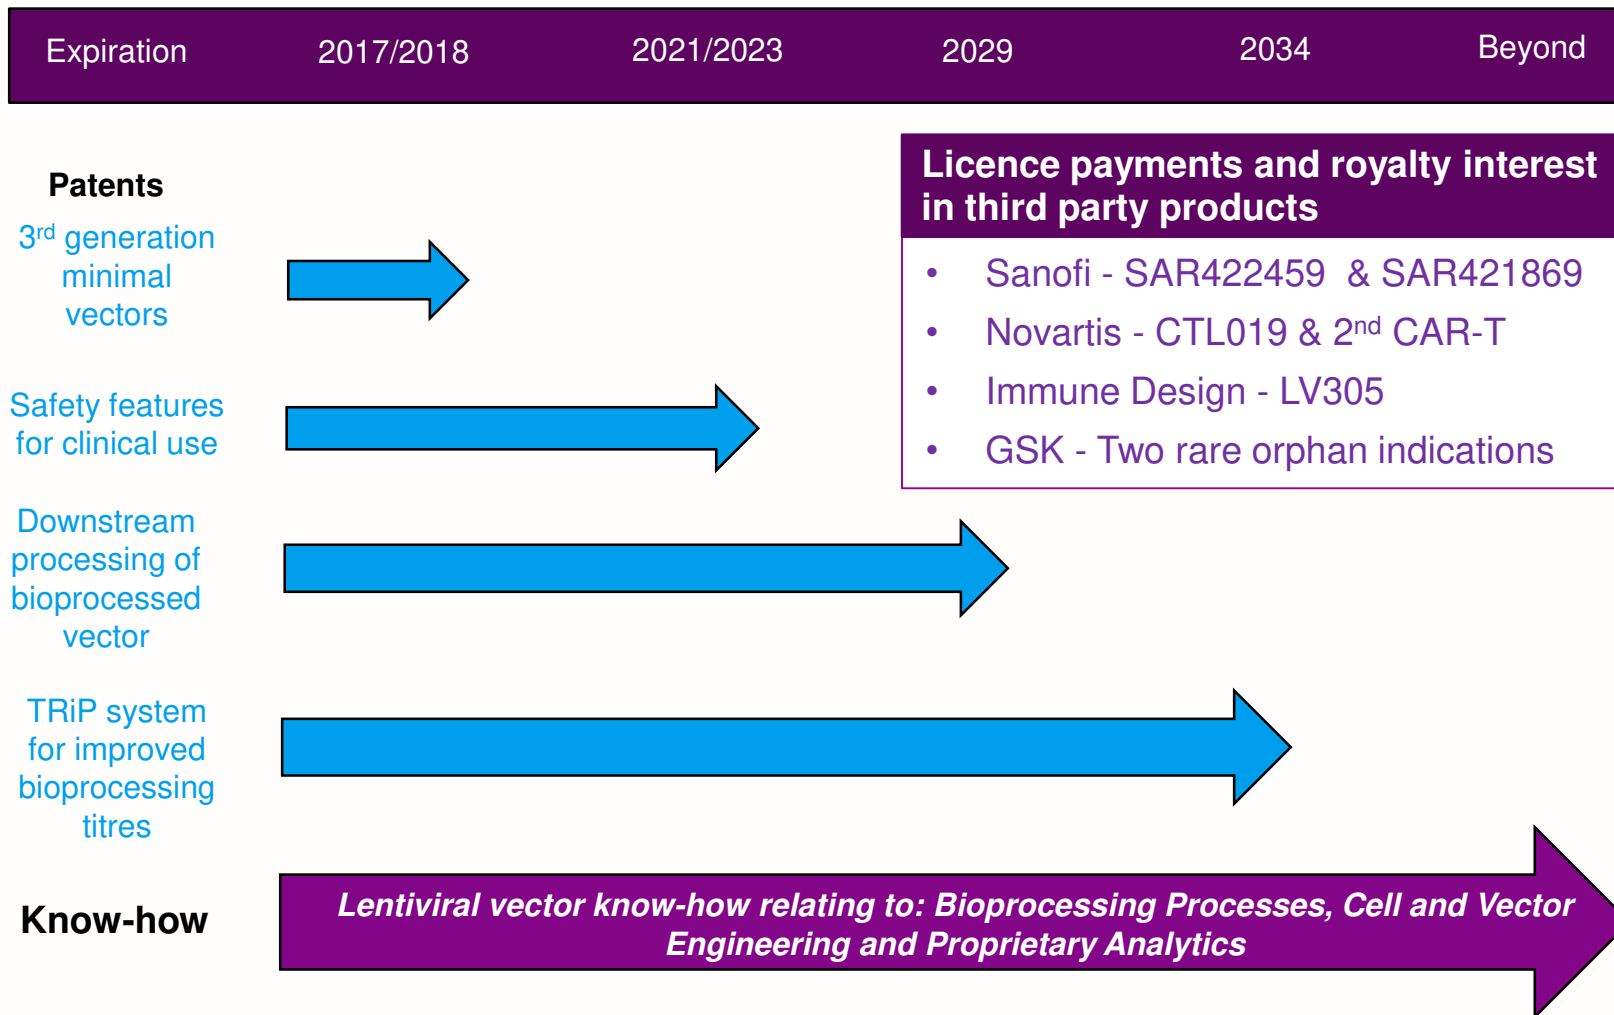 Expiration 2017/2018 2021/2023 2029 2034 Beyond
Patents
3rd generation
minimal
vectors
Safety features
for clinical use
Downstream
processing of
bioprocessed
vector
TRiP system
for improved
bioprocessing
titres
Know-how
Licence payments and royalty interest
in third party products
• Sanofi - SAR422459 & SAR421869
• Novartis - CTL019 & 2nd CAR-T
• Immune Design - LV305
• GSK - Two rare orphan indications
Lentiviral vector know-how relating to: Bioprocessing Processes, Cell and Vector
Engineering and Proprietary Analytics